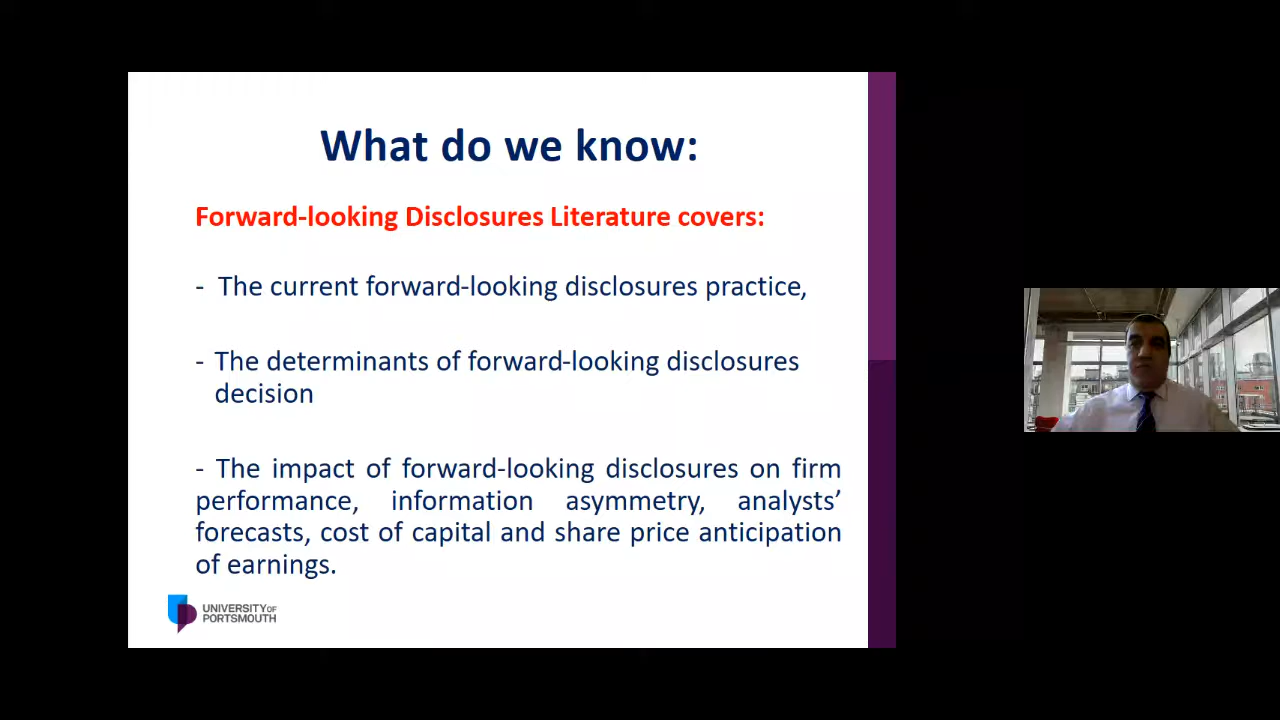 What do we know:
Forward-looking Disclosures Literature covers:
- The current forward-looking disclosures practice,
- The determinants of forward-looking disclosures
decision
- The impact of forward-looking disclosures on firm
performance, information asymmetry, analysts’
forecasts, cost of capital and share price anticipation
of earnings.
UNIVERSITY OF
PORTSMOUTH